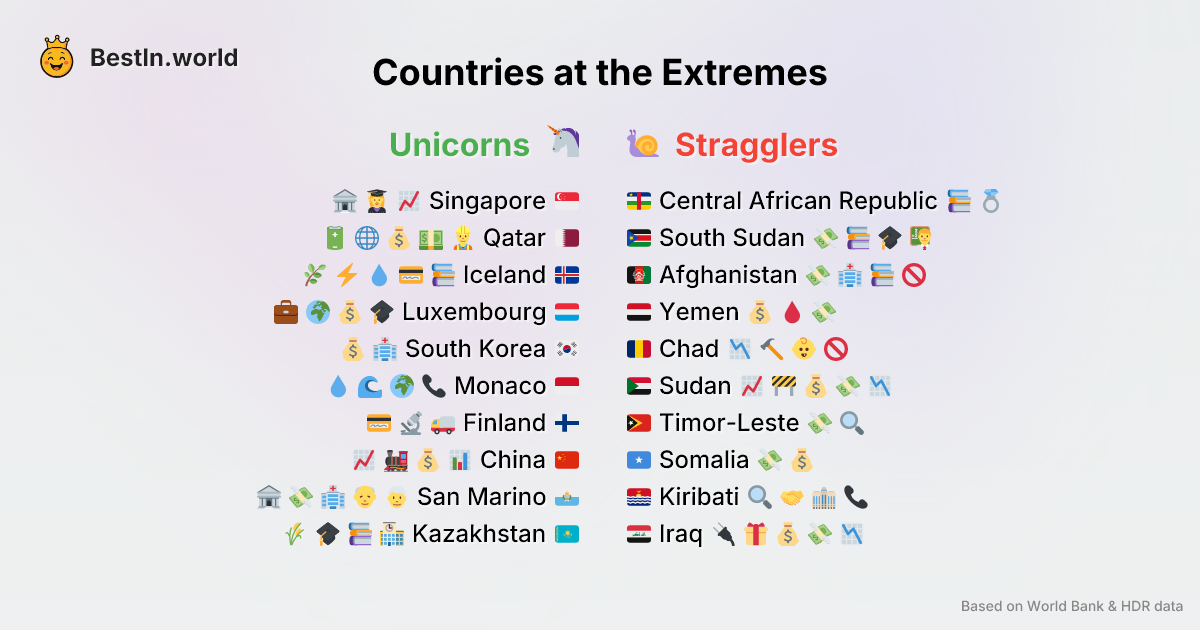 BestIn.world
Countries at the Extremes
Unicorns 🦄
🐌 Stragglers
🏛️ 👩‍🎓 📈 Singapore 🇸🇬
🔋 🌐 💰 💵 👷 Qatar 🇶🇦
🌿 ⚡ 💧 💳 📚 Iceland 🇮🇸
💼 🌍 💰 🎓 Luxembourg 🇱🇺
💰 🏥 South Korea 🇰🇷
💧 🌊 🌍 📞 Monaco 🇲🇨
💳 🔬 🚚 Finland 🇫🇮
📈 🚂 💰 📊 China 🇨🇳
🏛️ 💸 🏥 👴 👵 San Marino 🇸🇲
🌾 🎓 📚 🏫 Kazakhstan 🇰🇿
🇨🇫 Central African Republic 📚 💍
🇸🇸 South Sudan 💸 📚 🎓 👩‍🏫
🇦🇫 Afghanistan 💸 🏥 📚 🚫
🇾🇪 Yemen 💰 🩸 💸
🇹🇩 Chad 📉 🔨 👶 🚫
🇸🇩 Sudan 📈 🚧 💰 💸 📉
🇹🇱 Timor-Leste 💸 🔍
🇸🇴 Somalia 💸 💰
🇰🇮 Kiribati 🔍 🤝 🏤 📞
🇮🇶 Iraq 🔌 🎁 💰 💸 📉
Based on World Bank & HDR data